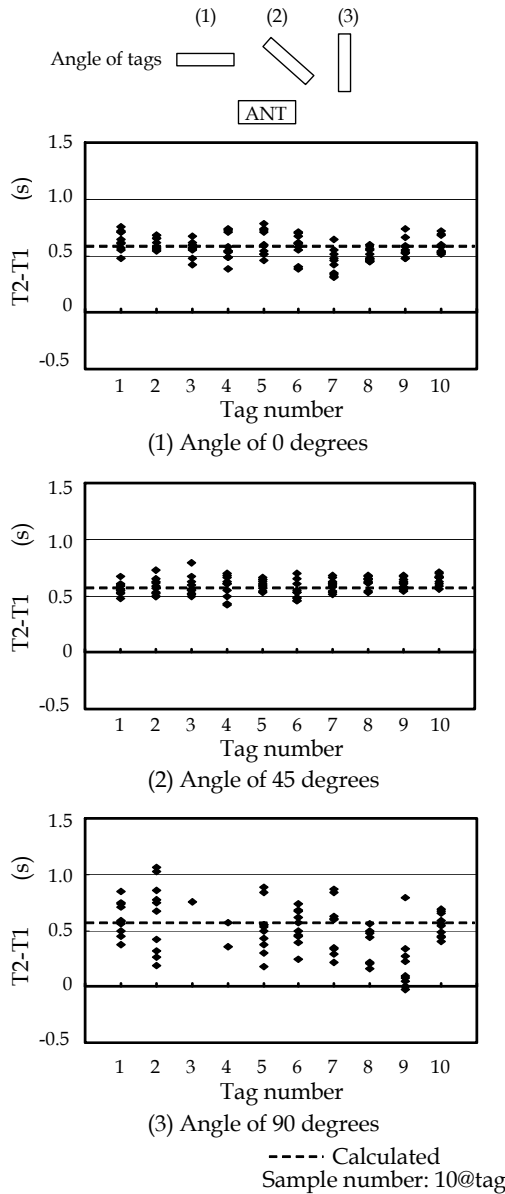 (1) (2) (3)
Angle of tags
ANT
1.5
(s)
1.0
0.5
T2-T1
0
-0.5
1 2 3 4 5 6 7 8 9 10
Tag number
(1) Angle of 0 degrees
1.5
(s)
1.0
0.5
T2-T1
0
-0.5
1 2 3 4 5 6 7 8 9 10
Tag number
(2) Angle of 45 degrees
1.5
(s)
1.0
0.5
T2-T1
0
-0.5
1 2 3 4 5 6 7 8 9 10
Tag number
(3) Angle of 90 degrees
Calculated
Sample number: 10@tag